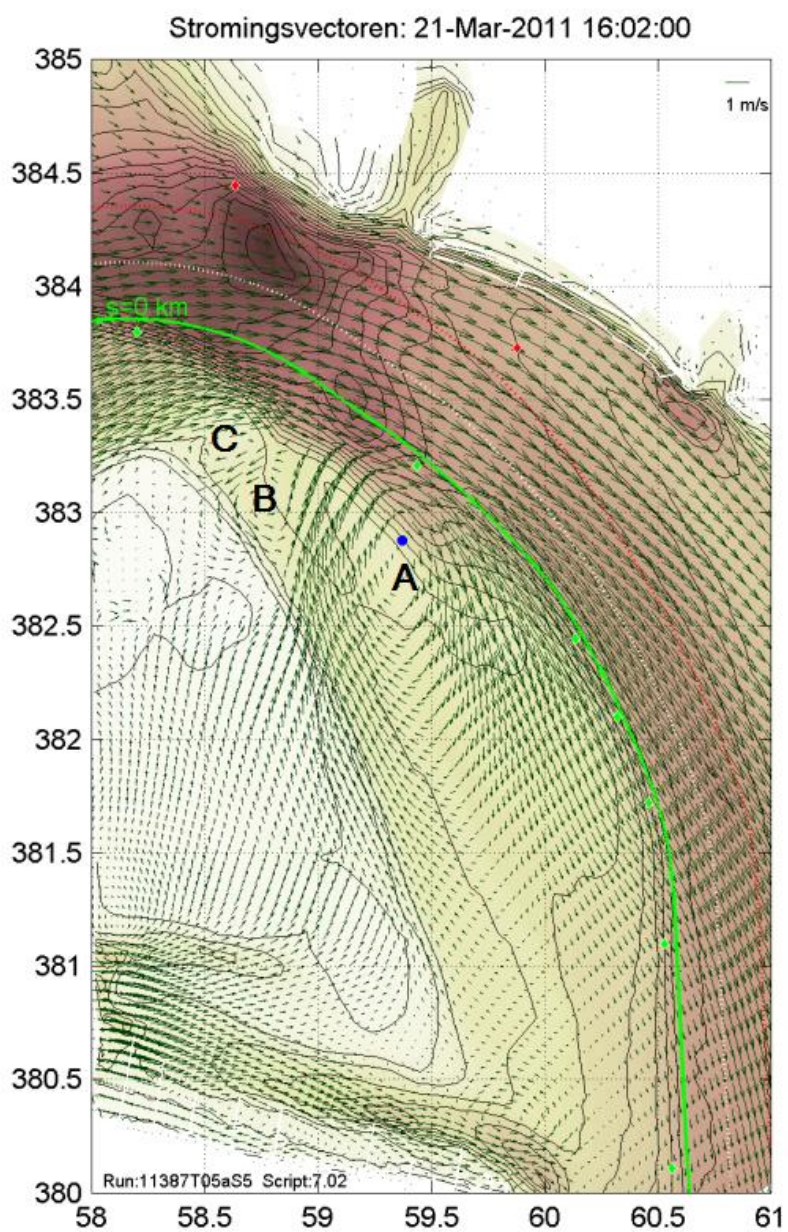 Stromingsvectoren: 21-Mar-2011 16:02:00
385
1 m/s
384.5
384
s=0 km
383.5
C
B
383
A
382.5
382
381.5
381
380.5
Run:11387T05aS5 Script:7.02
380
58 58.5 59 59.5 60 60.5 61